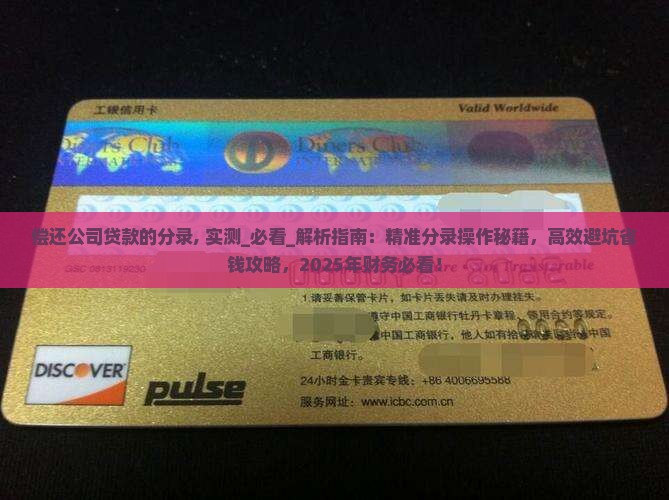 工银信用卡 Valid Worldwide
Diners Club Diners Club
INTERNATIONAL
偿还公司贷款的分录, 实测_必看_解析指南：精准分录操作秘籍，高效避坑省
钱攻略，2025年财务必看！
Transferable
1.请妥善保管卡片，如卡片丢失请及时办理挂失。
守中国工商银行牡丹卡章程、领用合约等规定。
中国工商银行，他人如有拾 中国
工商银行。
DISCOVER
pulse
24小时金卡贵宾专线：+86 4006695588
服务网址：www.icbc.com.cn